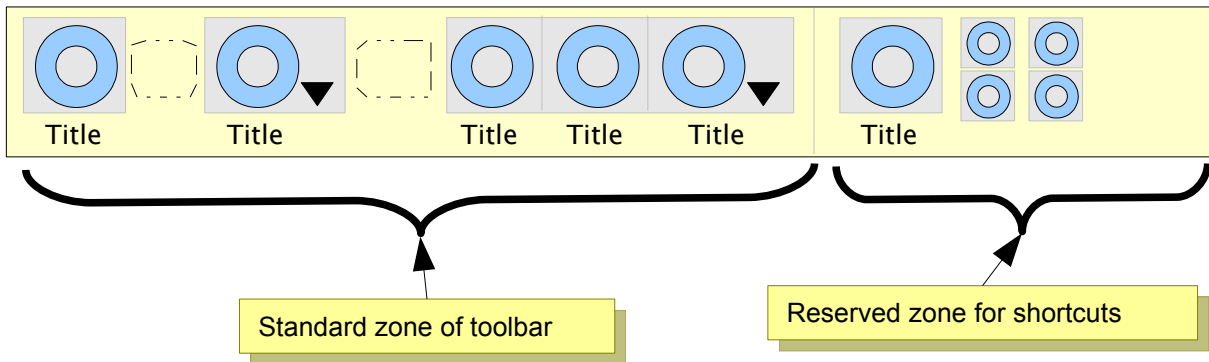 Title
Title
Title
Title
Title
Title
Standard zone of toolbar
Reserved zone for shortcuts